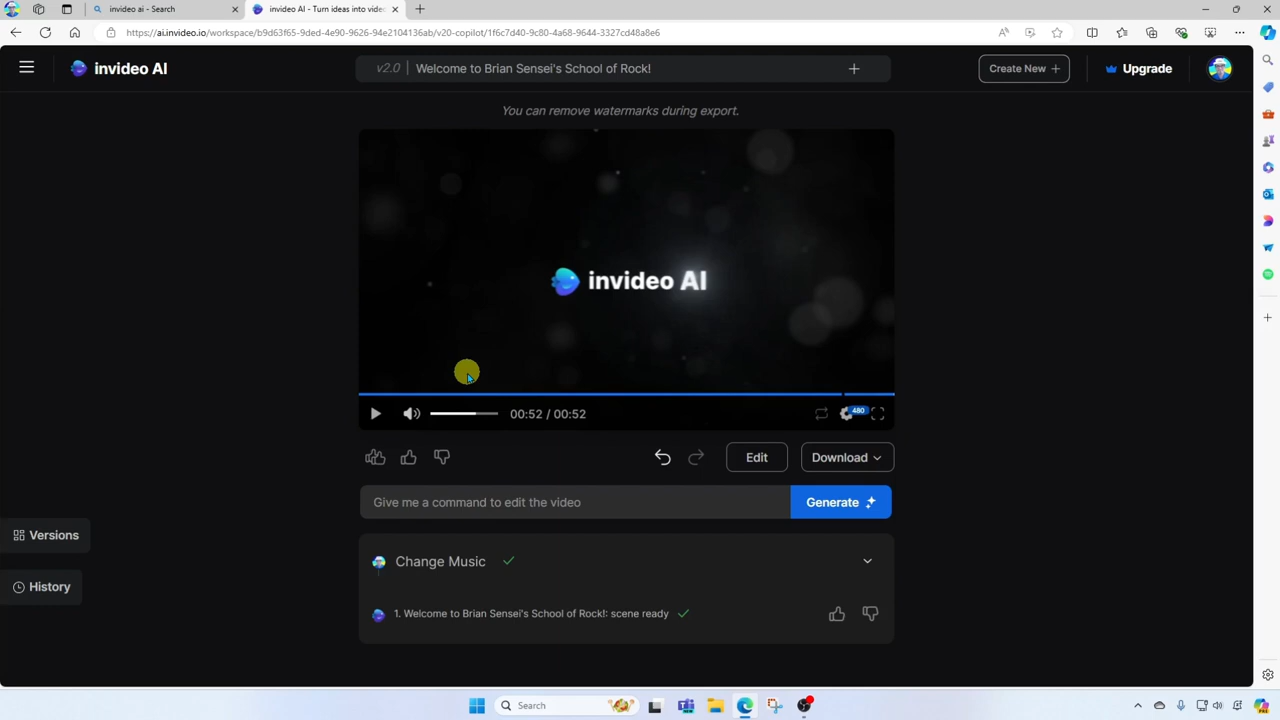 invideo ai - Search
invideo AI - Turn ideas into vide
https://ai.invideo.io/workspace/b9d63f65-9ded-4e90-9626-94e2104136ab/v20-copilot/1f6c7d40-9c80-4a68-9644-3327cd48a8e6
invideo AI
v2.0 | Welcome to Brian Sensei's School of Rock!
Create New +
Upgrade
You can remove watermarks during export.
invideo AI
00:52 / 00:52
480
Edit
Download
Give me a command to edit the video
Generate
Versions
Change Music
History
1. Welcome to Brian Sensei's School of Rock!: scene ready
Search